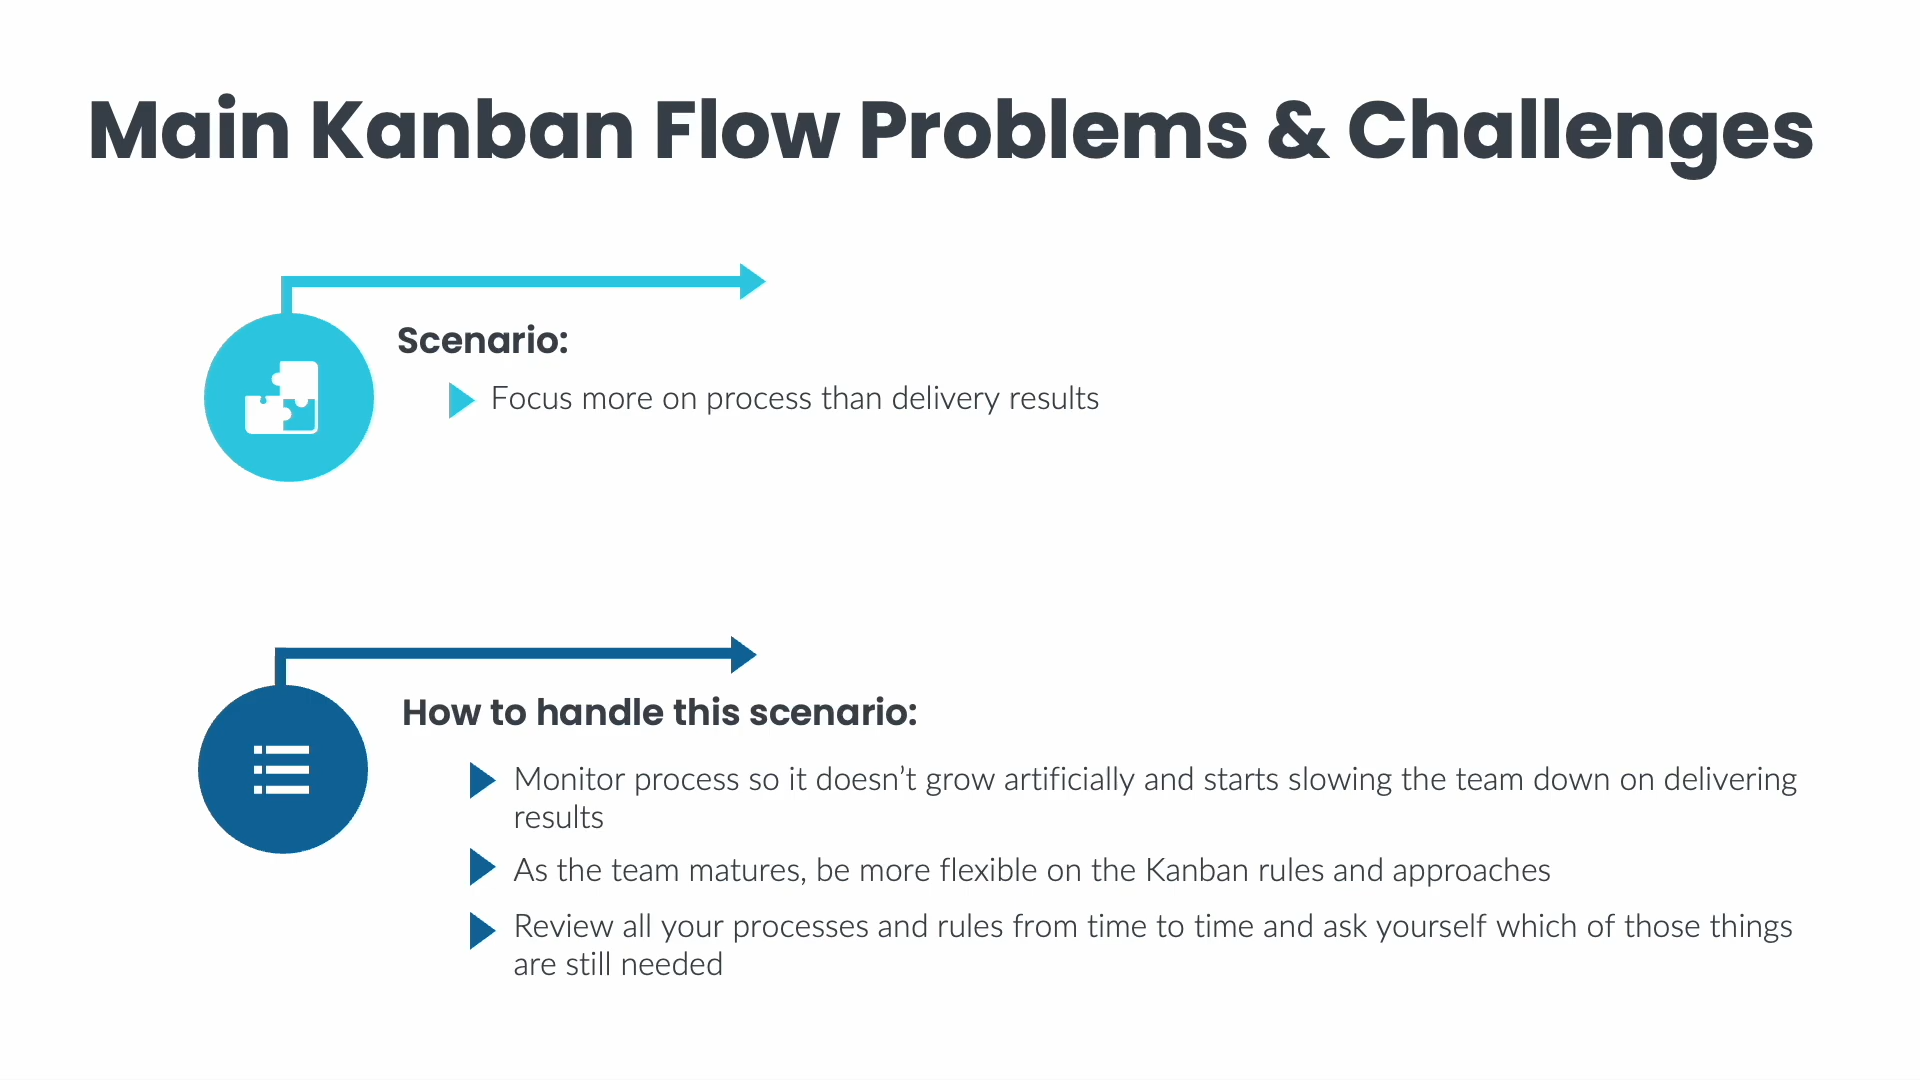 Main Kanban Flow Problems & Challenges
Scenario:
Focus more on process than delivery results
How to handle this scenario:
Monitor process so it doesn’t grow artificially and starts slowing the team down on delivering
results
As the team matures, be more flexible on the Kanban rules and approaches
Review all your processes and rules from time to time and ask yourself which of those things
are still needed